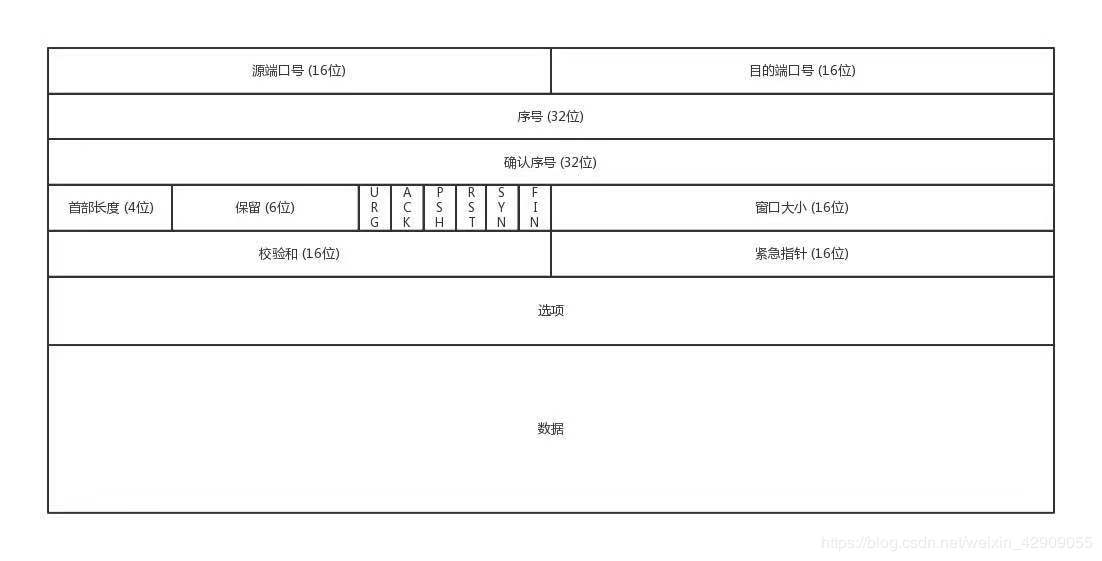 源端口号 (16位) 目的端口号 (16位)
序号 (32位)
确认序号 (32位)
首部长度 (4位) 保留 (6位) URG ACK PSH RST SYN FIN 窗口大小 (16位)
校验和 (16位) 紧急指针 (16位)
选项
数据
https://blog.csdn.net/weixin_42909055